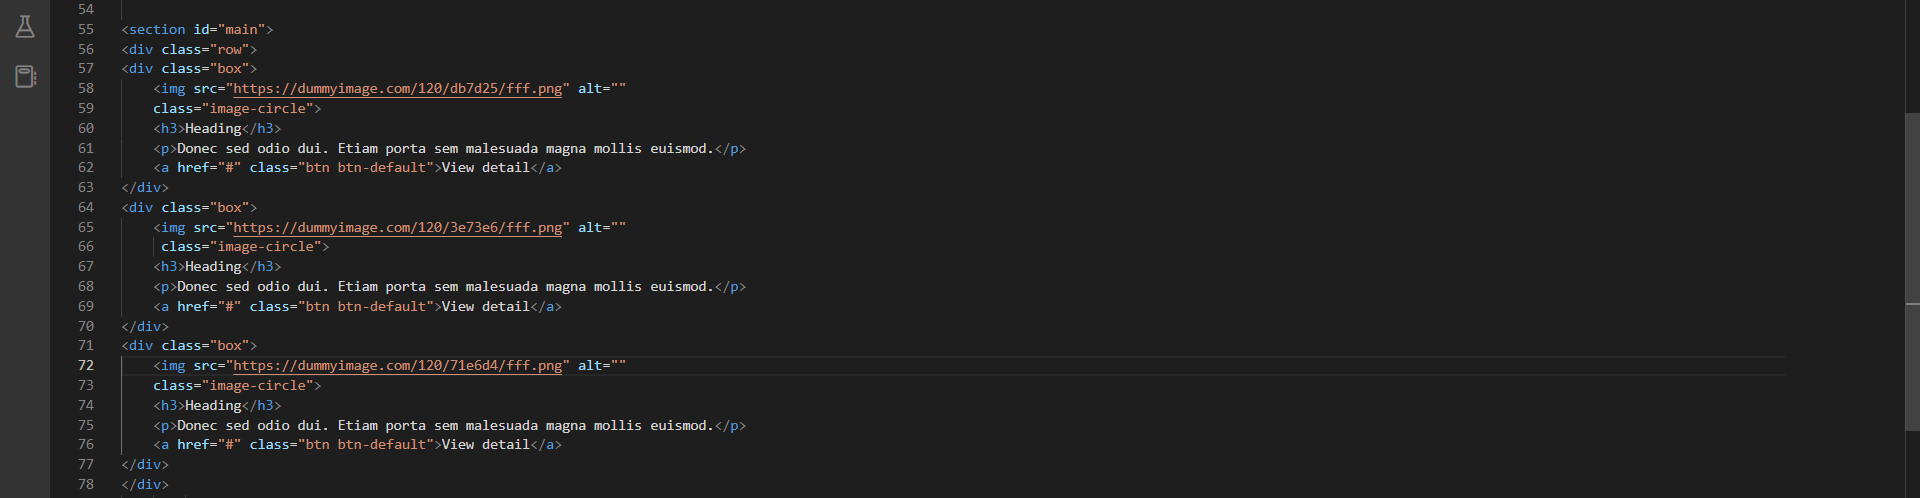 54
55 <section id="main">
56 <div class="row">
57 <div class="box">
58     <img src="https://dummyimage.com/120/db7d25/fff.png" alt=""
59     class="image-circle">
60     <h3>Heading</h3>
61     <p>Donec sed odio dui. Etiam porta sem malesuada magna mollis euismod.</p>
62     <a href="#" class="btn btn-default">View detail</a>
63 </div>
64 <div class="box">
65     <img src="https://dummyimage.com/120/3e73e6/fff.png" alt=""
66      class="image-circle">
67     <h3>Heading</h3>
68     <p>Donec sed odio dui. Etiam porta sem malesuada magna mollis euismod.</p>
69     <a href="#" class="btn btn-default">View detail</a>
70 </div>
71 <div class="box">
72     <img src="https://dummyimage.com/120/71e6d4/fff.png" alt=""
73     class="image-circle">
74     <h3>Heading</h3>
75     <p>Donec sed odio dui. Etiam porta sem malesuada magna mollis euismod.</p>
76     <a href="#" class="btn btn-default">View detail</a>
77 </div>
78 </div>